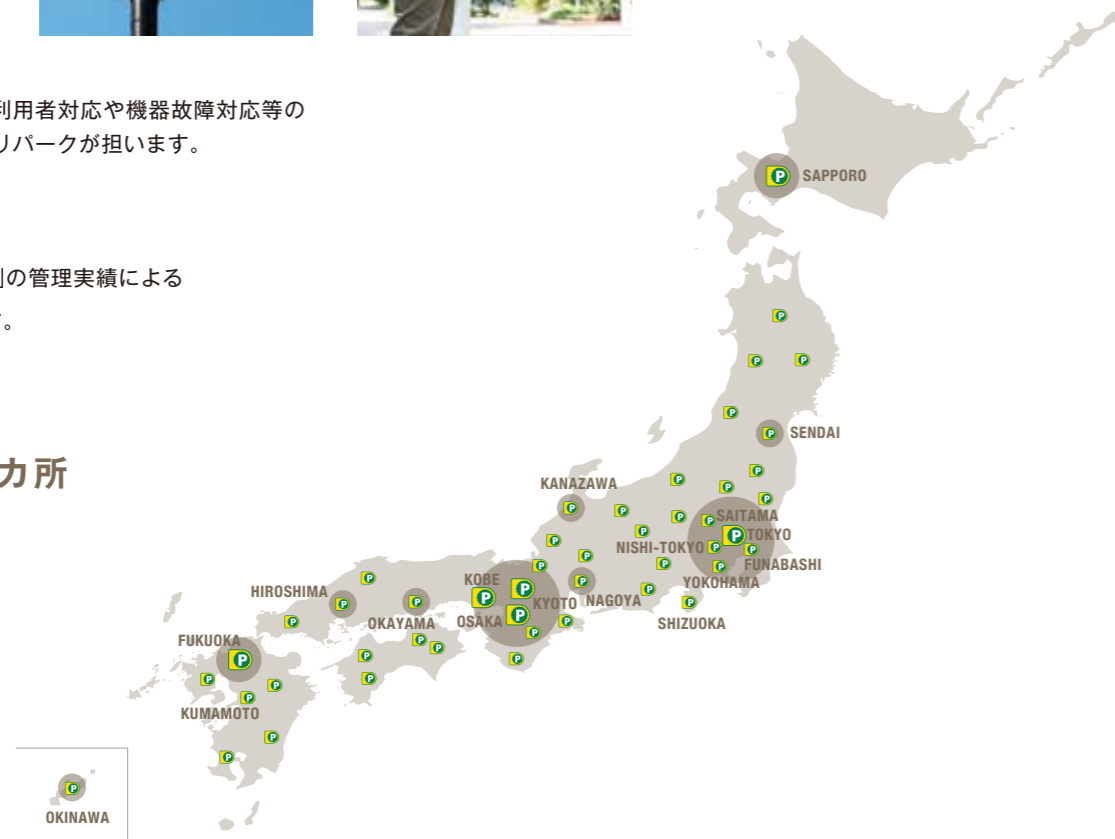 利用者対応や機器故障対応等の
リパークが担います。
の管理実績による
。
カ所
SAPPORO
SENDAI
KANAZAWA
SAITAMA
TOKYO
NISHI-TOKYO
FUNABASHI
YOKOHAMA
HIROSHIMA
KOBE
KYOTO
NAGOYA
OKAYAMA
OSAKA
SHIZUOKA
FUKUOKA
KUMAMOTO
OKINAWA